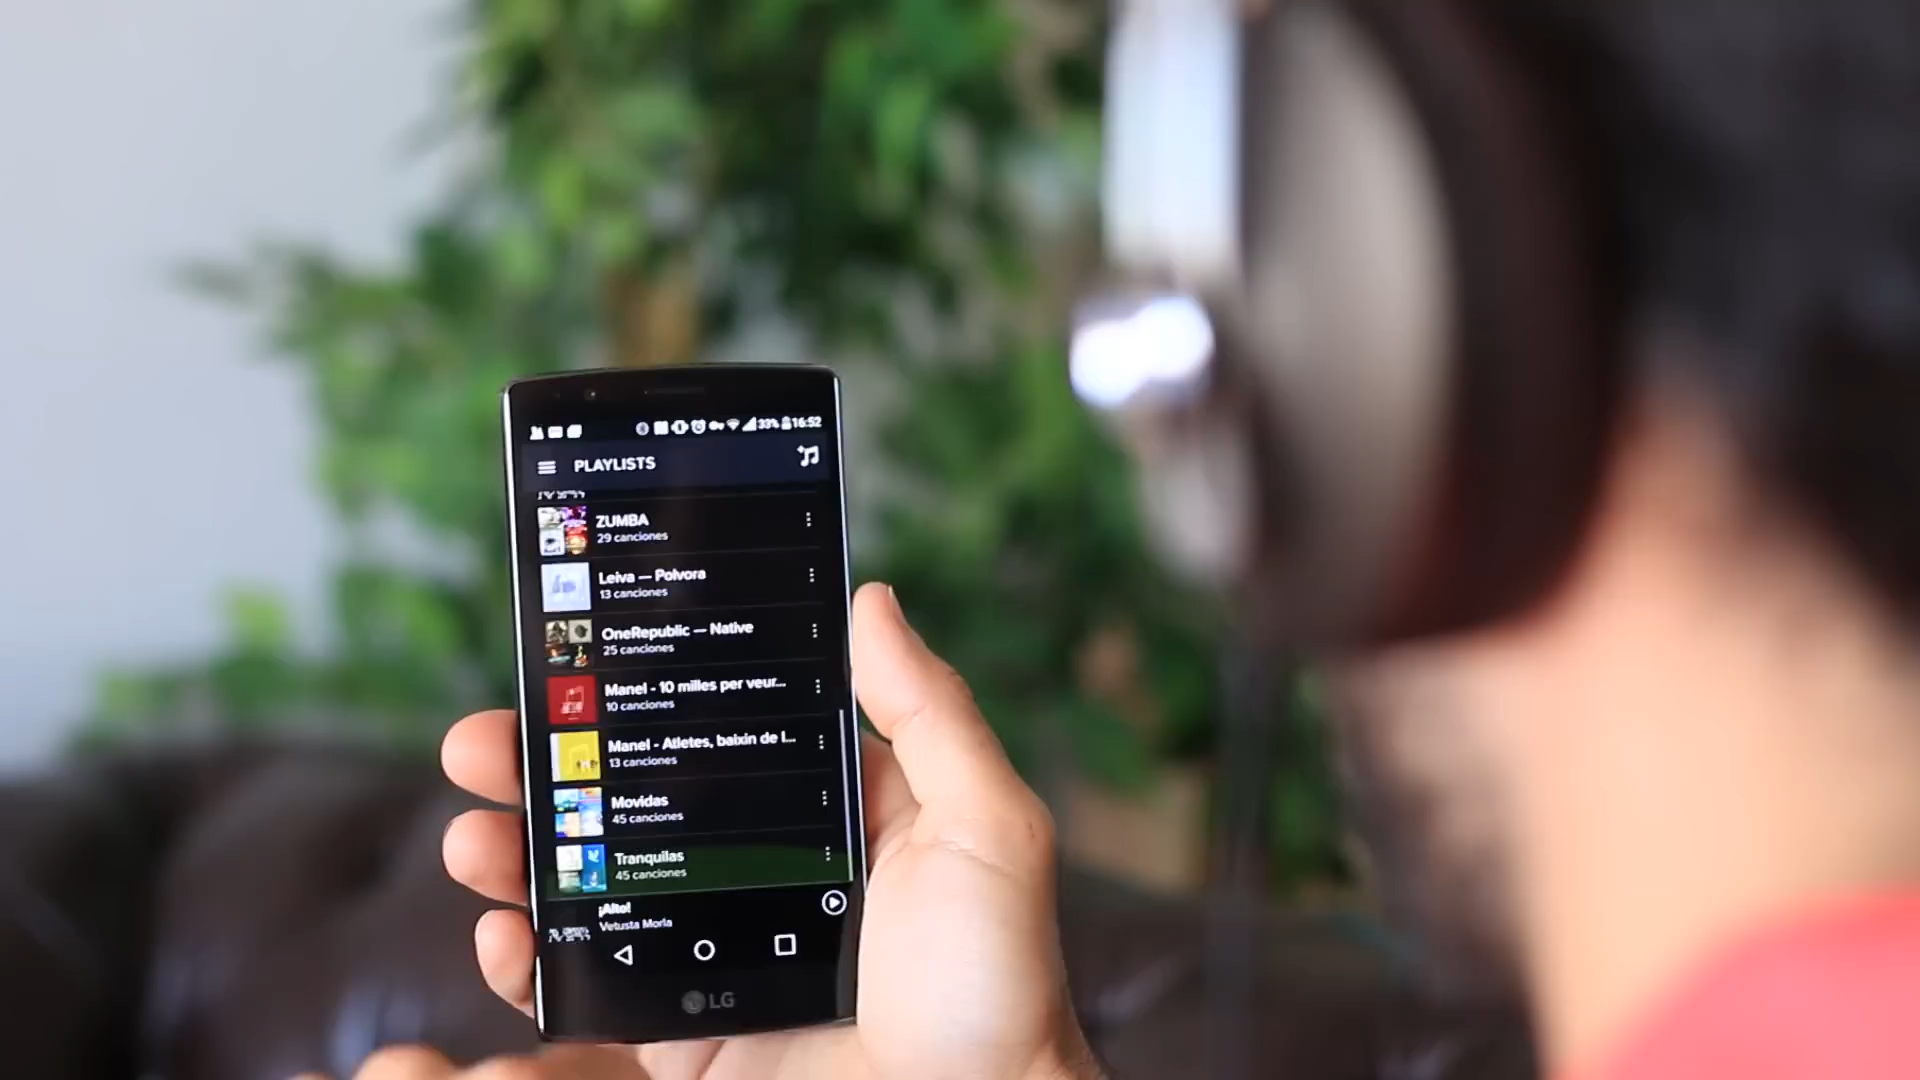 33% 16:52
PLAYLISTS
ZUMBA
29 canciones
Leiva — Polvora
13 canciones
OneRepublic — Native
25 canciones
Manel - 10 milles per veur...
10 canciones
Manel - Atletes, baixin de l...
13 canciones
Movidas
45 canciones
Tranquilas
45 canciones
¡Alto!
Vetusta Morla
LG